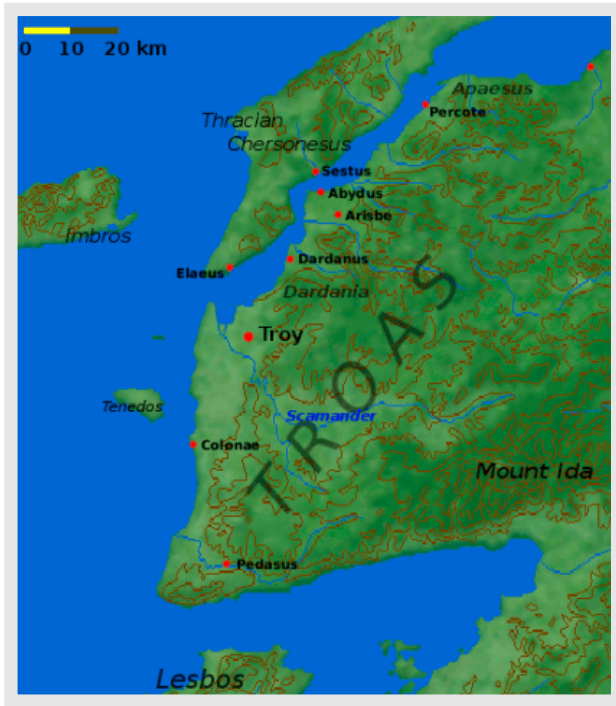 0 10 20 km
Apaesus
Percote
Thracian
Chersonesus
Sestus
Abydus
Arisbe
Imbros
Dardanus
Elaeus
Dardania
TROAS
Troy
Tenedos
Scamander
Colonae
Mount Ida
Pedasus
Lesbos